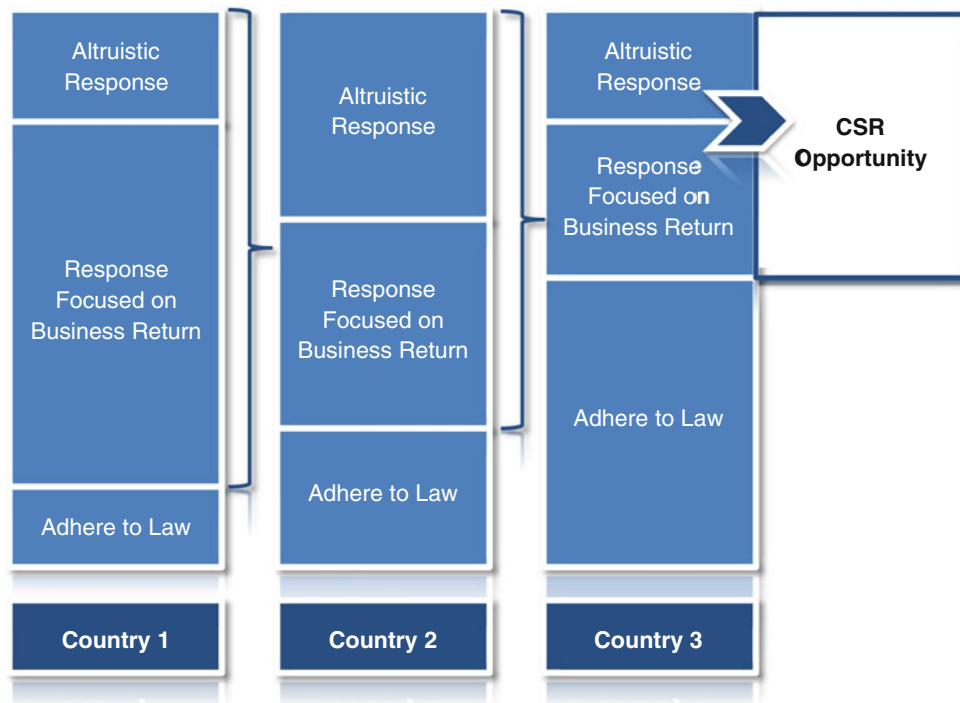 Altruistic
Response
Response
Focused on
Business Return
Adhere to Law
Country 1
Altruistic
Response
Response
Focused on
Business Return
Adhere to Law
Country 2
Altruistic
Response
Response
Focused on
Business Return
Adhere to Law
Country 3
CSR
Opportunity